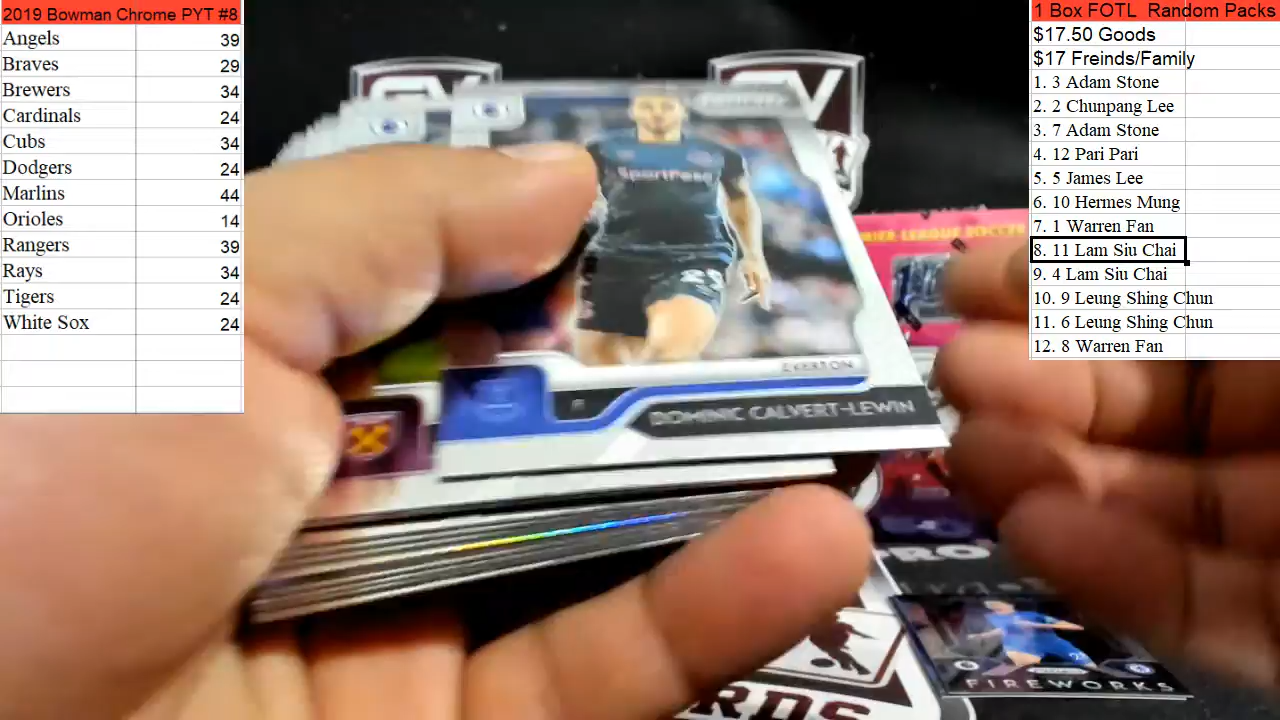 2019 Bowman Chrome PYT #8
Angels 39
Braves 29
Brewers 34
Cardinals 24
Cubs 34
Dodgers 24
Marlins 44
Orioles 14
Rangers 39
Rays 34
Tigers 24
White Sox 24
1 Box FOTL Random Packs
$17.50 Goods
$17 Freinds/Family
1. 3 Adam Stone
2. 2 Chunpang Lee
3. 7 Adam Stone
4. 12 Pari Pari
5. 5 James Lee
6. 10 Hermes Mung
7. 1 Warren Fan
8. 11 Lam Siu Chai
9. 4 Lam Siu Chai
10. 9 Leung Shing Chun
11. 6 Leung Shing Chun
12. 8 Warren Fan
SportPesa
29
EVERTON
F
DOMINIC CALVERT-LEWIN
LEAGUE SOCCER
PRO
FIREWORKS